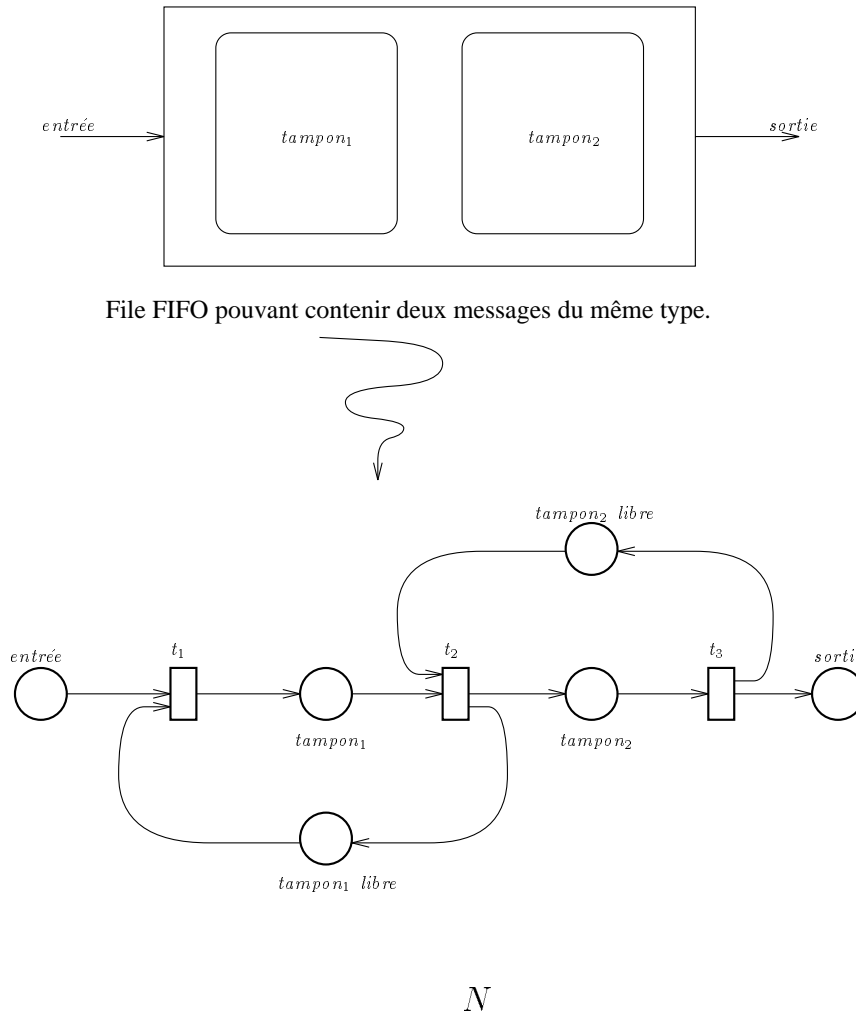 entrée
tampon₁
tampon₂
sortie
File FIFO pouvant contenir deux messages du même type.
tampon₂ libre
entrée
t₁
t₂
t₃
sorti
tampon₁
tampon₂
tampon₁ libre
N